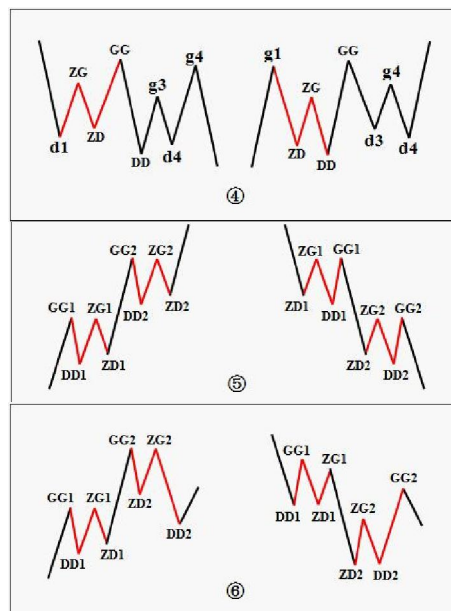 GG g4 g1 GG
ZG g3 ZG g4
d1 ZD DD d4 ZD DD d3 d4
④
GG2 ZG2 ZG1 GG1
GG1 ZG1 DD2 ZD2 ZD1 DD1 ZG2 GG2
DD1 ZD1 ZD2 DD2
⑤
GG2 ZG2 GG1 ZG1 GG2
GG1 ZG1 ZD2 DD1 ZD1 ZG2
DD1 ZD1 DD2 ZD2 DD2
⑥